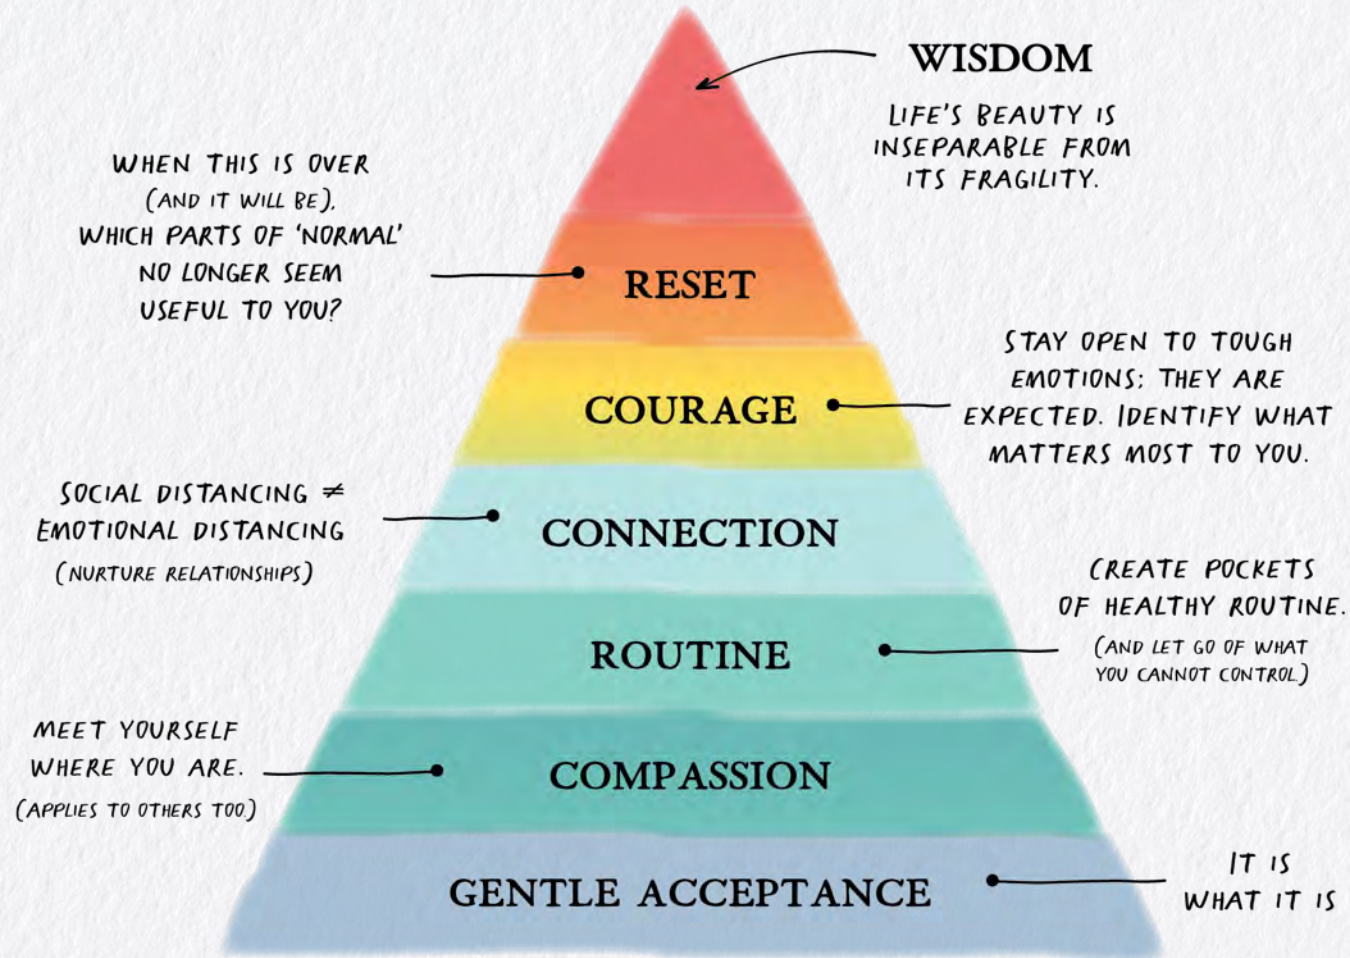 WISDOM
LIFE'S BEAUTY IS
INSEPARABLE FROM
ITS FRAGILITY.
WHEN THIS IS OVER
(AND IT WILL BE),
WHICH PARTS OF 'NORMAL'
NO LONGER SEEM
USEFUL TO YOU?
RESET
STAY OPEN TO TOUGH
EMOTIONS; THEY ARE
EXPECTED. IDENTIFY WHAT
MATTERS MOST TO YOU.
COURAGE
SOCIAL DISTANCING ≠
EMOTIONAL DISTANCING
(NURTURE RELATIONSHIPS)
CONNECTION
CREATE POCKETS
OF HEALTHY ROUTINE.
(AND LET GO OF WHAT
YOU CANNOT CONTROL)
ROUTINE
MEET YOURSELF
WHERE YOU ARE.
(APPLIES TO OTHERS TOO.)
COMPASSION
GENTLE ACCEPTANCE
IT IS
WHAT IT IS